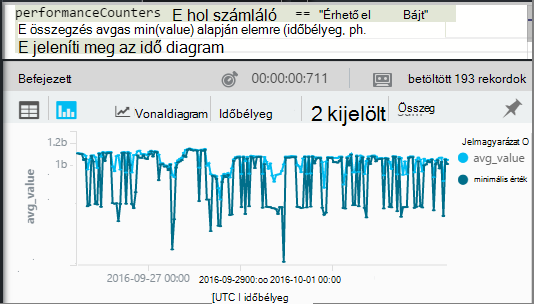 performanceCounters E hol számláló == "Érhető el Bájt"
E összegzés avgas min(value) alapján elemre (időbélyeg, ph.
E jeleníti meg az idő diagram
Befejezett 00:00:00:711 betöltött 193 rekordok
Vonaldiagram Időbélyeg 2 kijelölt Összeg
Jelmagyarázat O
1.2b
1b
avg_value
minimális érték
avg_value
2016-09-27 00:00 2016-09-2900:oo 2016-10-01 00:00
[UTC I időbélyeg